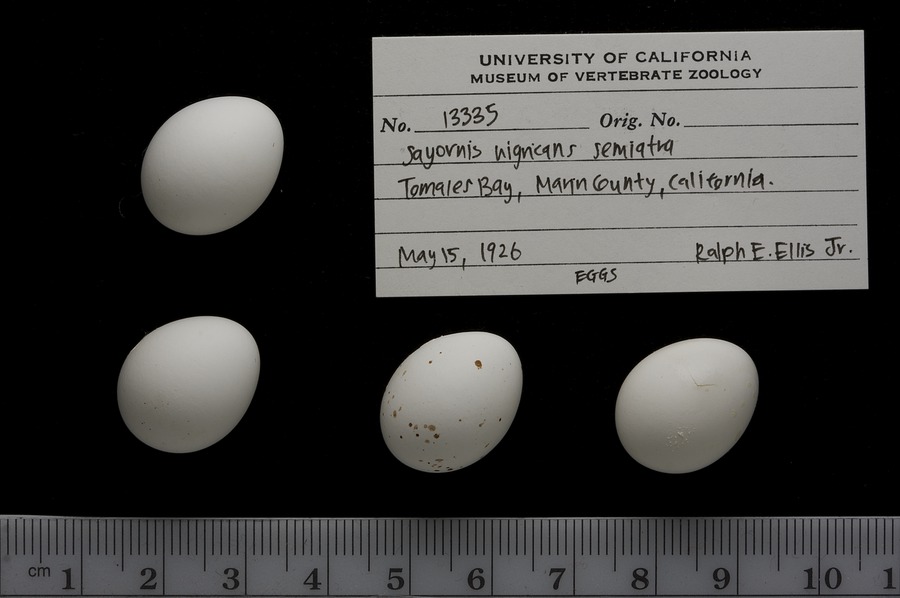 UNIVERSITY OF CALIFORNIA
MUSEUM OF VERTEBRATE ZOOLOGY
No. 13335 Orig. No.
Sayornis nigricans semiatra
Tomales Bay, Marin County, California.
May 15, 1926 Ralph E. Ellis Jr.
EGGS
cm 1 2 3 4 5 6 7 8 9 10 1